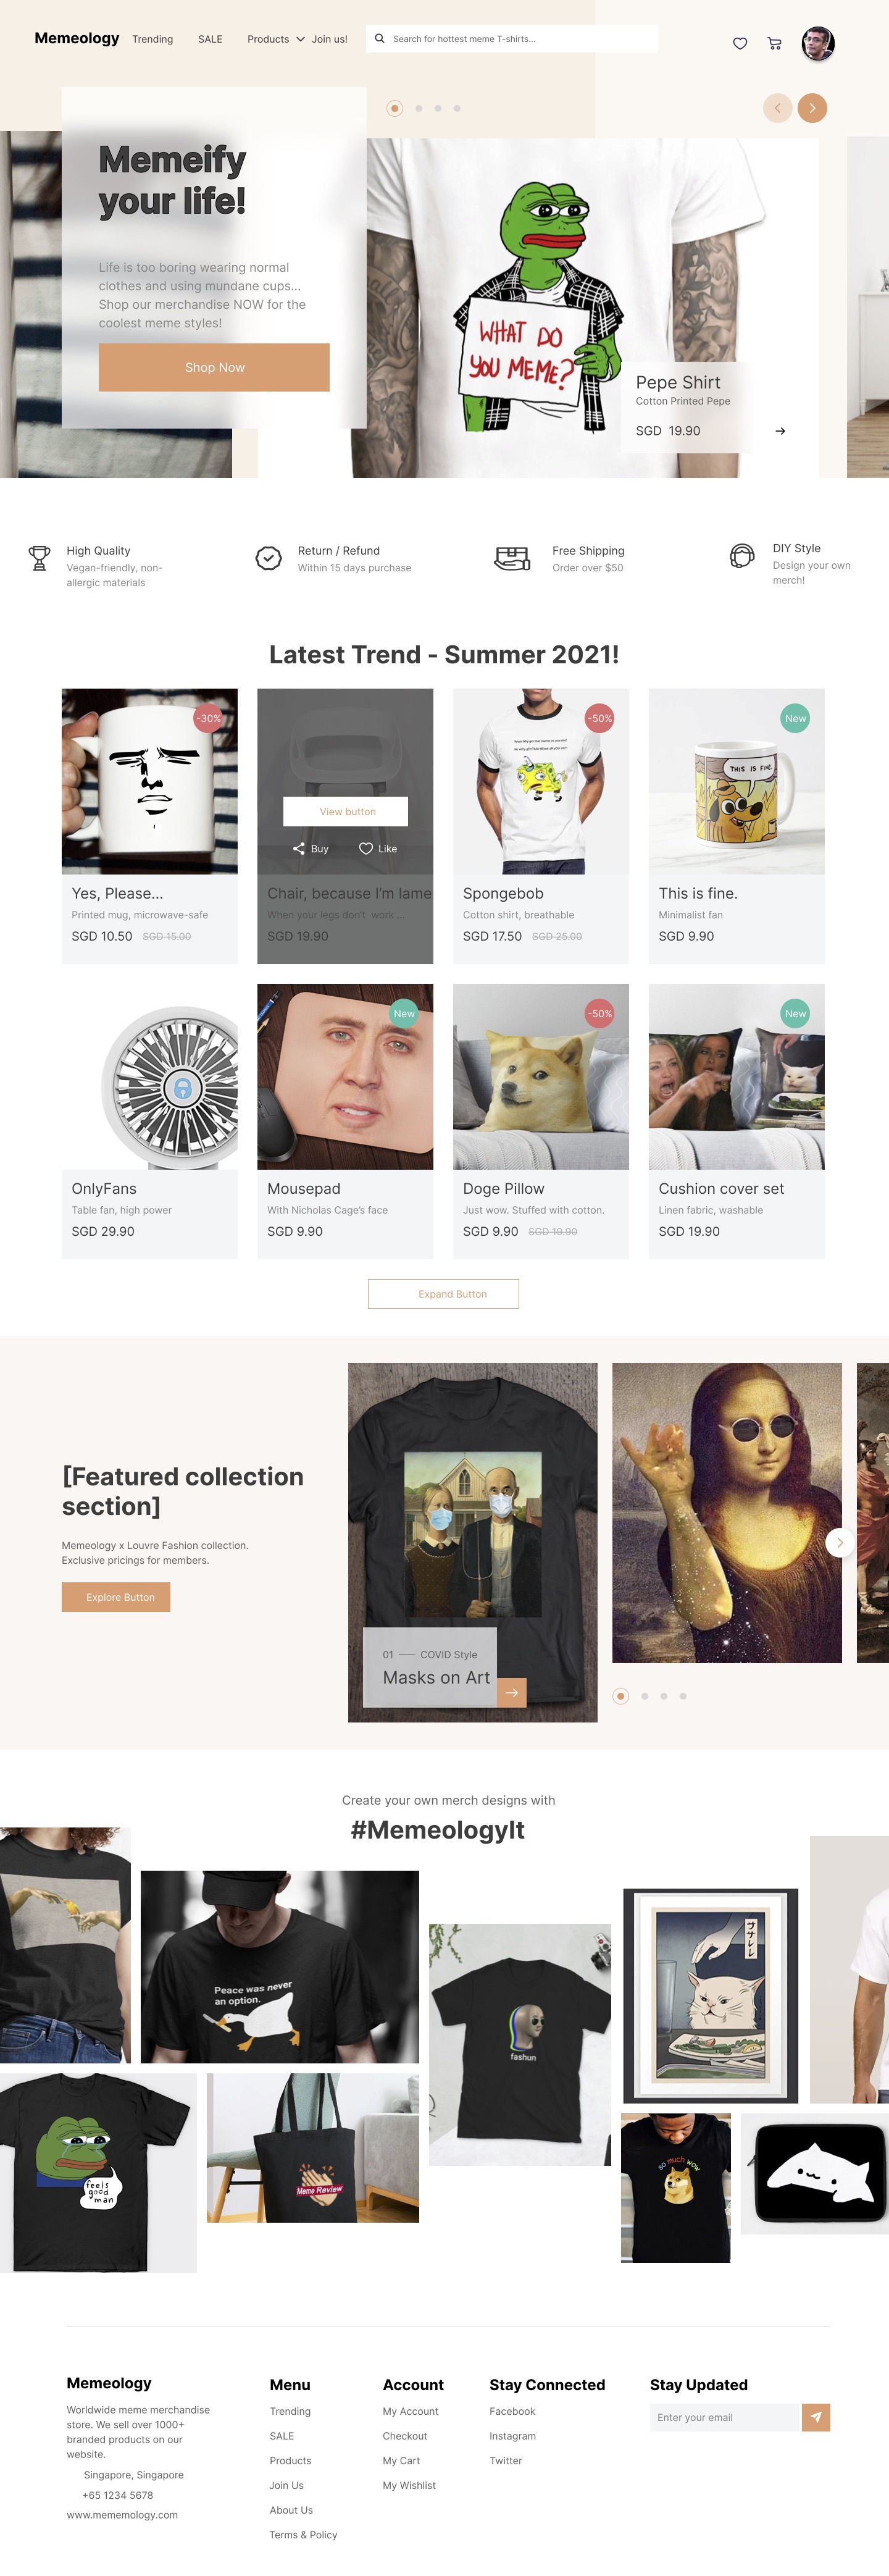 Memeology
Trending
SALE
Products
Join us!
Search for hottest meme T-shirts...
Memeify
your life!
Life is too boring wearing normal
clothes and using mundane cups...
Shop our merchandise NOW for the
coolest meme styles!
Shop Now
WHAT DO
YOU MEME?
Pepe Shirt
Cotton Printed Pepe
SGD 19.90
High Quality
Vegan-friendly, non-
allergic materials
Return / Refund
Within 15 days purchase
Free Shipping
Order over $50
DIY Style
Design your own
merch!
Latest Trend - Summer 2021!
-30%
Yes, Please...
Printed mug, microwave-safe
SGD 10.50 SGD 15.00
View button
Buy
Like
Chair, because I'm lame
When your legs don't work ...
SGD 19.90
-50%
Spongebob
Cotton shirt, breathable
SGD 17.50 SGD 25.00
New
THIS IS FINE.
This is fine.
Minimalist fan
SGD 9.90
OnlyFans
Table fan, high power
SGD 29.90
New
Mousepad
With Nicholas Cage's face
SGD 9.90
-50%
Doge Pillow
Just wow. Stuffed with cotton.
SGD 9.90 SGD 19.90
New
Cushion cover set
Linen fabric, washable
SGD 19.90
Expand Button
[Featured collection
section]
Memeology x Louvre Fashion collection.
Exclusive pricings for members.
Explore Button
01 — COVID Style
Masks on Art
Create your own merch designs with
#MemeologyIt
Peace was never
an option.
fashun
feels
good
man
Meme Review
so much wow
Memeology
Worldwide meme merchandise
store. We sell over 1000+
branded products on our
website.
Singapore, Singapore
+65 1234 5678
www.mememology.com
Menu
Trending
SALE
Products
Join Us
About Us
Terms & Policy
Account
My Account
Checkout
My Cart
My Wishlist
Stay Connected
Facebook
Instagram
Twitter
Stay Updated
Enter your email